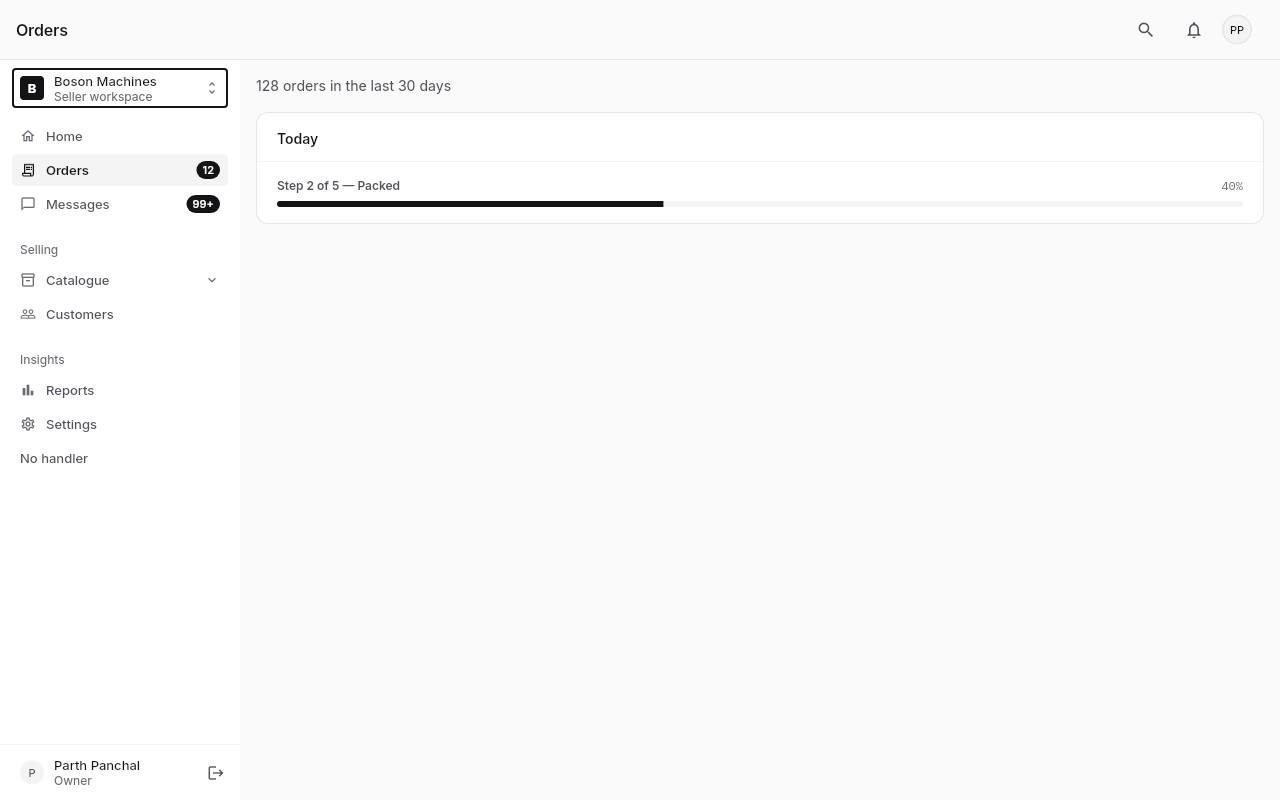 Orders
PP
B
Boson Machines
Seller workspace
Home
Orders
12
Messages
99+
Selling
Catalogue
Customers
Insights
Reports
Settings
No handler
P
Parth Panchal
Owner
128 orders in the last 30 days
Today
Step 2 of 5 — Packed
40%